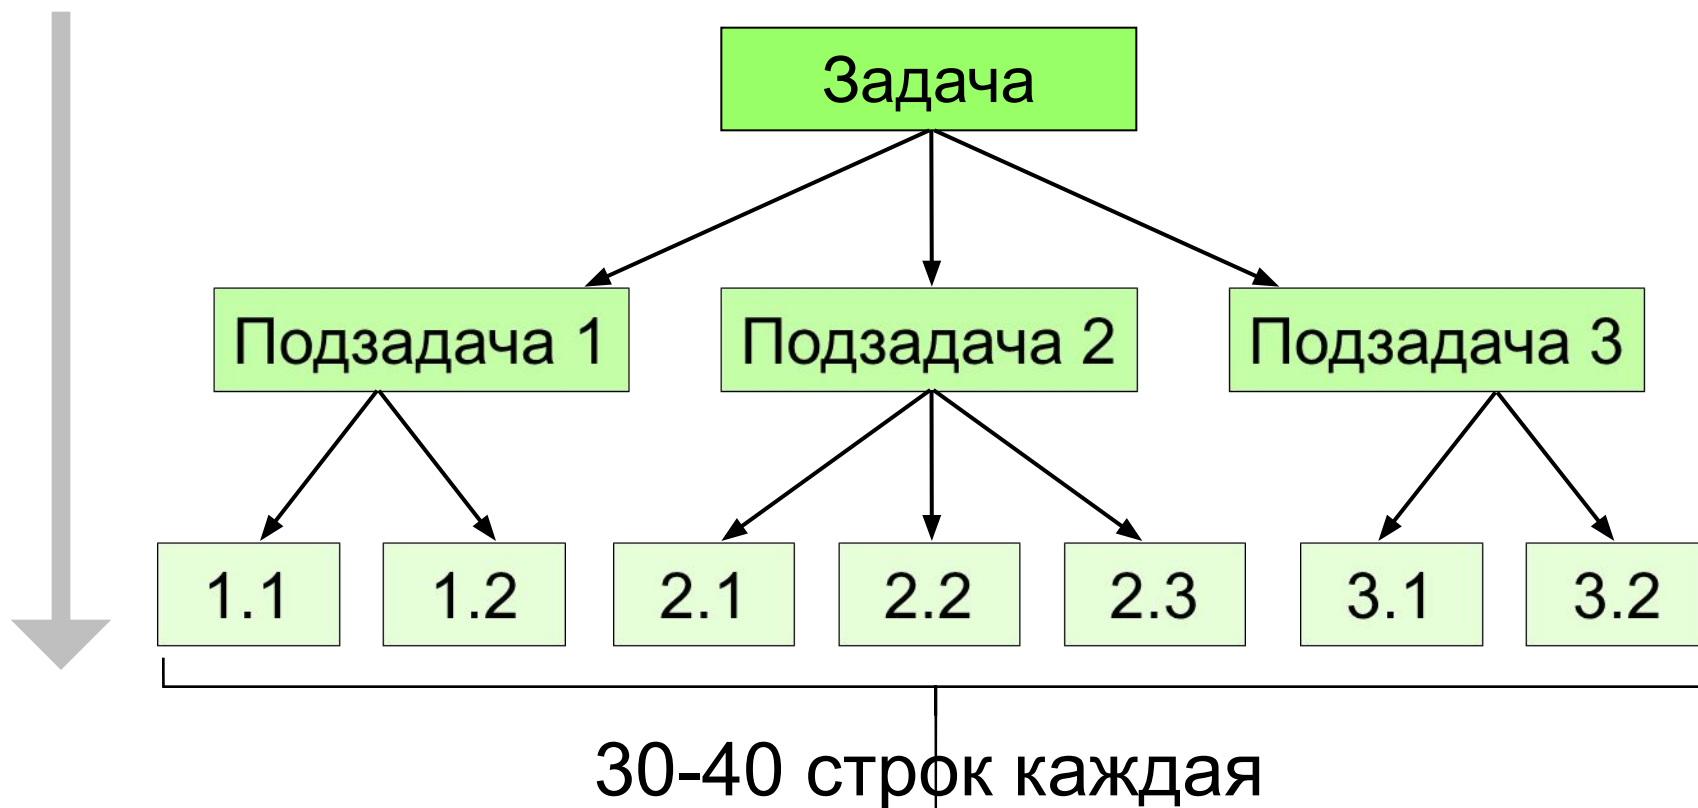 Задача
Подзадача 1 Подзадача 2 Подзадача 3
1.1 1.2 2.1 2.2 2.3 3.1 3.2
30-40 строк каждая